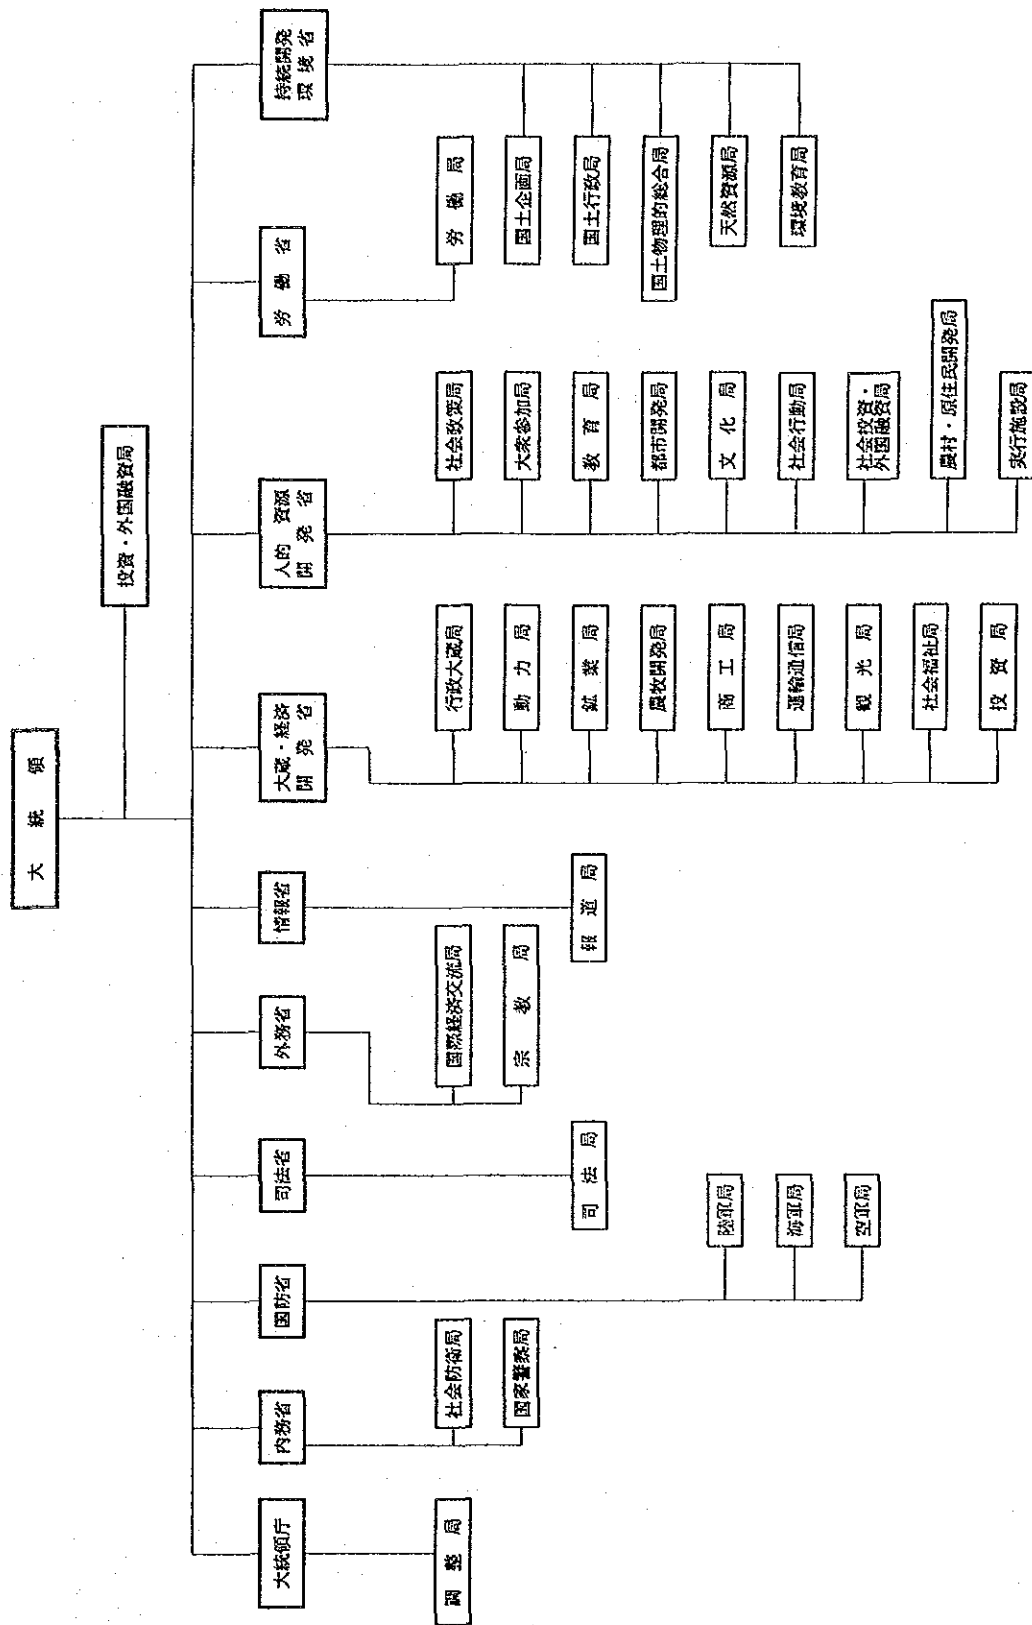 大統領
投資・外国融資局
大統領庁
内務省
国防省
司法省
外務省
情報省
大蔵・経済
開発省
人的資源
開発省
労働省
持続開発
環境省
調整局
社会防衛局
国家警察局
陸軍局
海軍局
空軍局
司法局
国際経済交流局
宗教局
報道局
行政大蔵局
動力局
鉱業局
農牧開発局
商工局
運輸通信局
観光局
社会福祉局
投資局
社会政策局
大衆参加局
教育局
都市開発局
文化局
社会行動局
社会投資・
外国融資局
農村・原住民開発局
実行施設局
労働局
国土企画局
国土行政局
国土物理的総合局
天然資源局
環境教育局